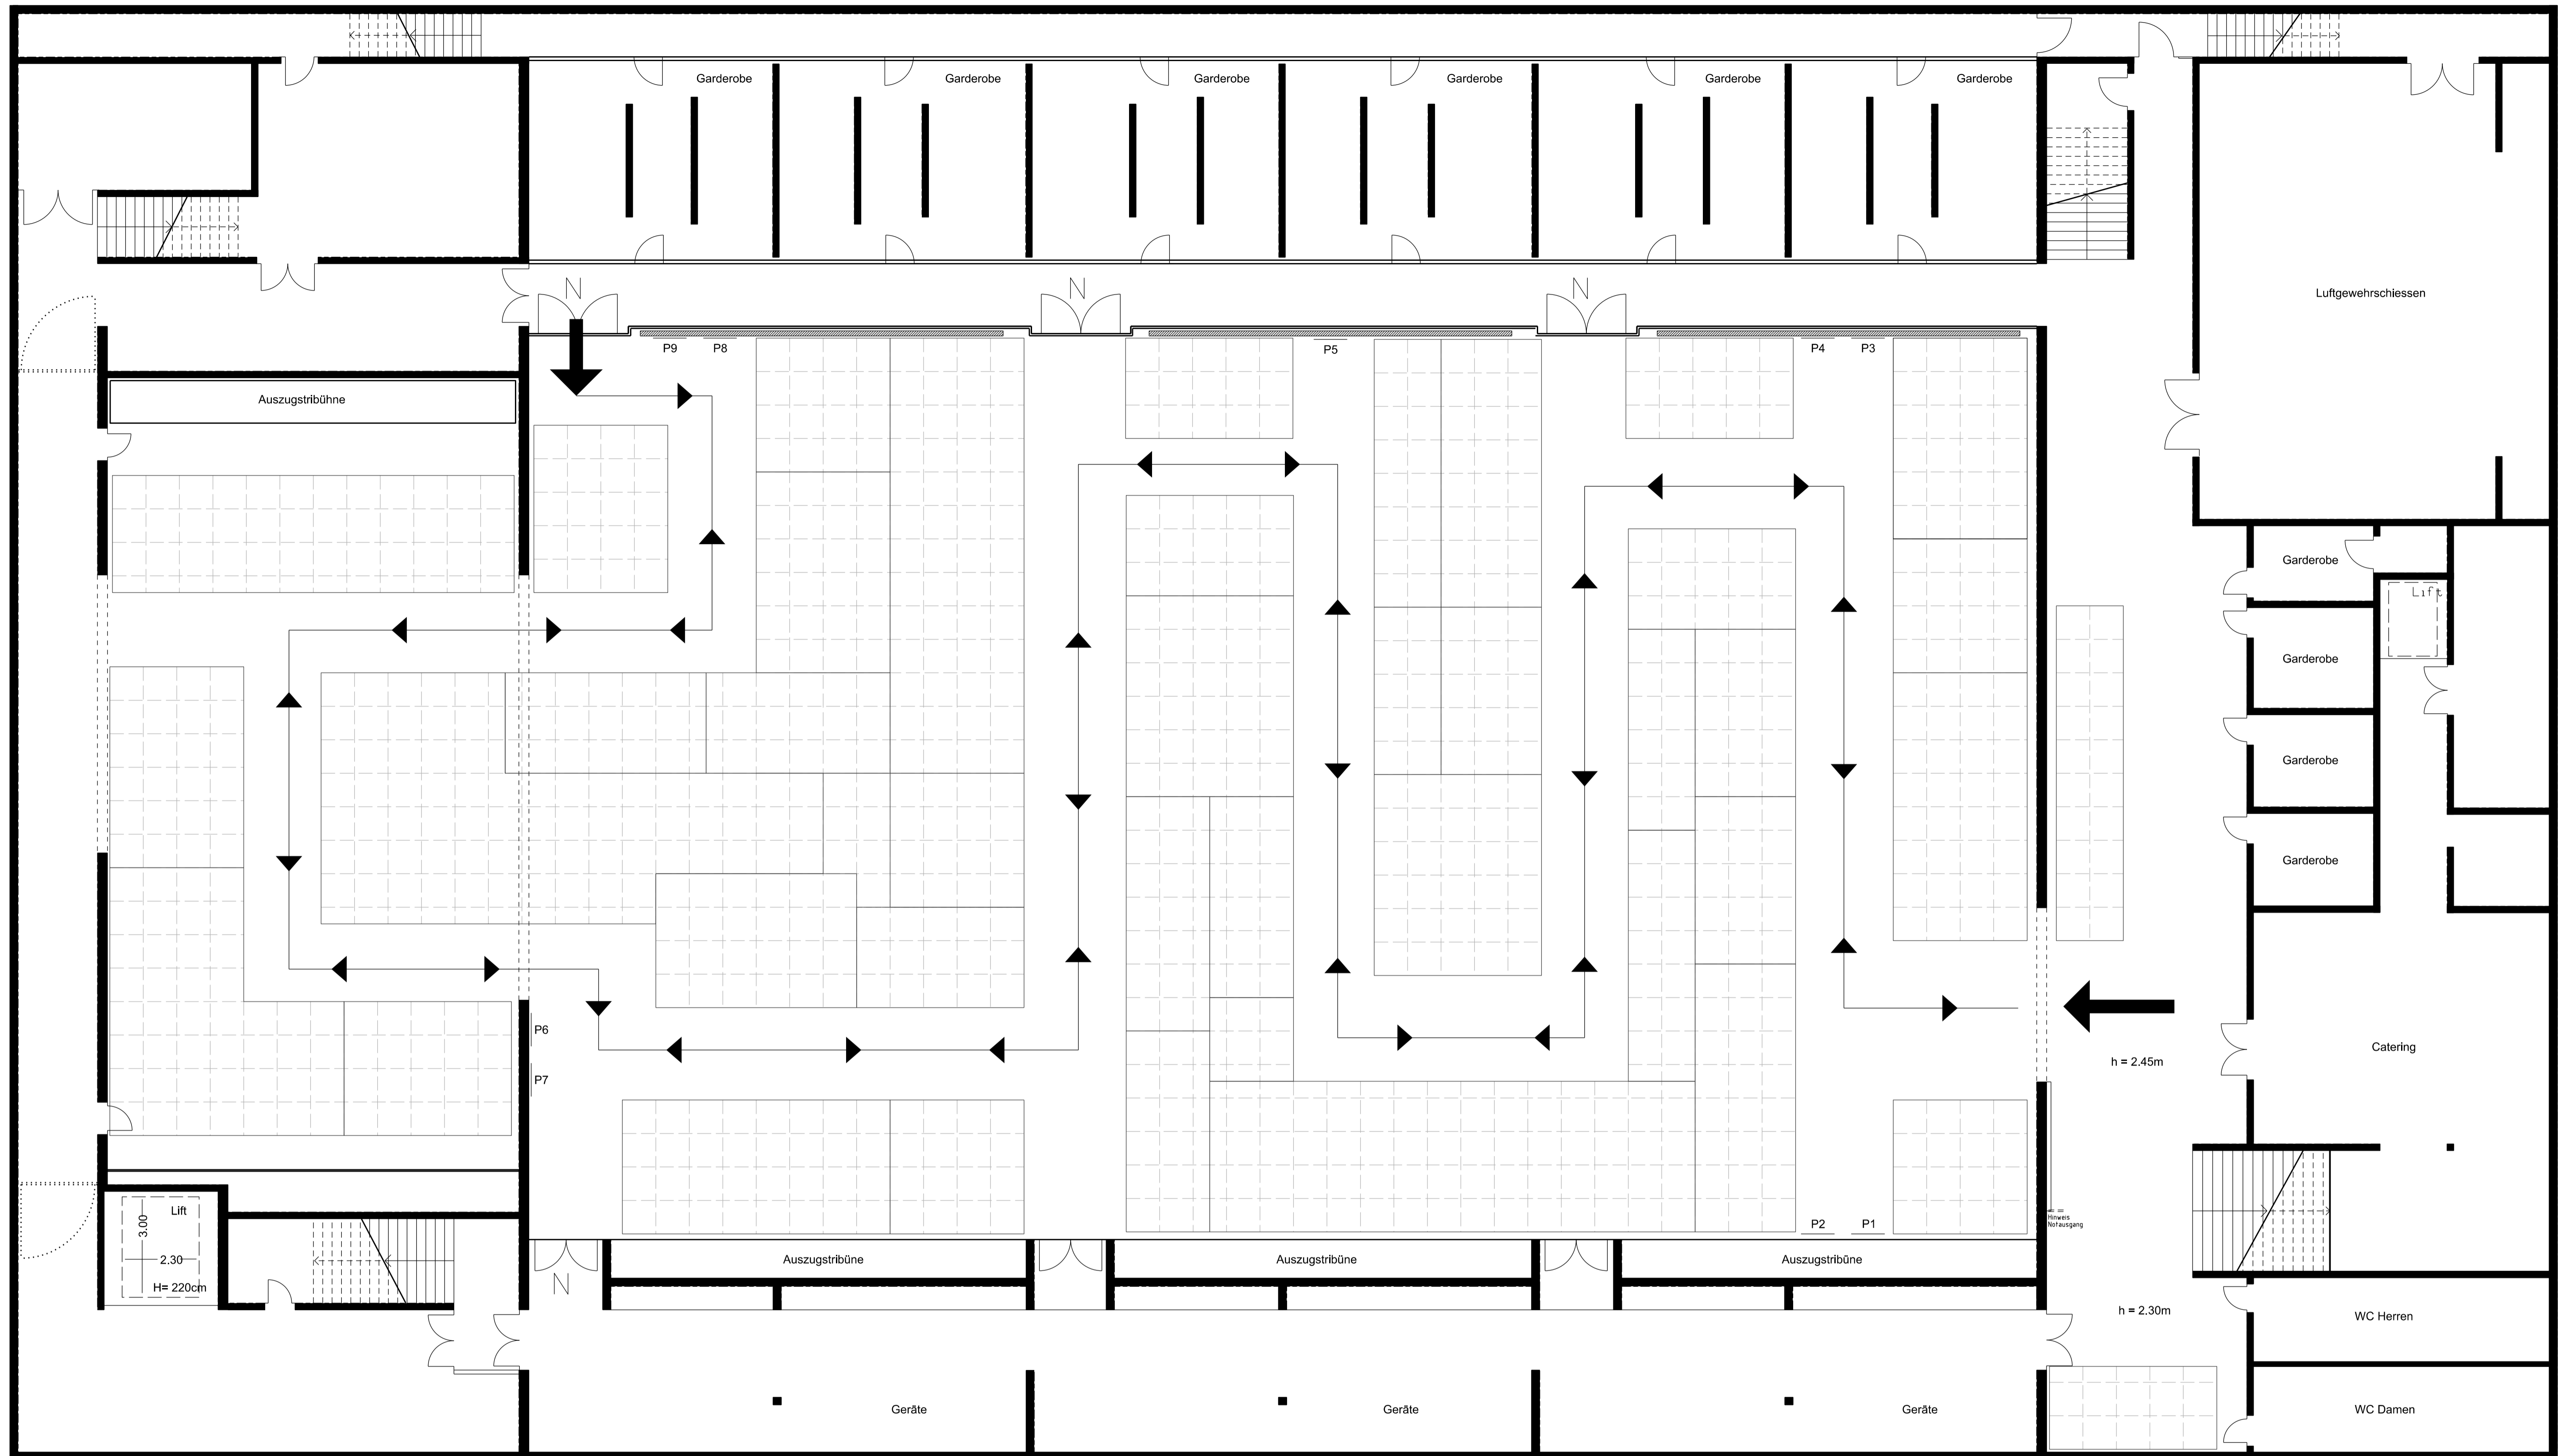 Garderobe
Garderobe
Garderobe
Garderobe
Garderobe
Garderobe
N
N
N
Luftgewehrschiessen
P9
P8
P5
P4
P3
Auszugstribühne
Garderobe
Lift
Garderobe
Garderobe
Garderobe
P6
P7
Catering
h = 2.45m
Lift
3.00
2.30
H= 220cm
P2
P1
Hinweis
Notausgang
Auszugstribüne
Auszugstribüne
Auszugstribüne
N
h = 2.30m
WC Herren
Geräte
Geräte
Geräte
WC Damen